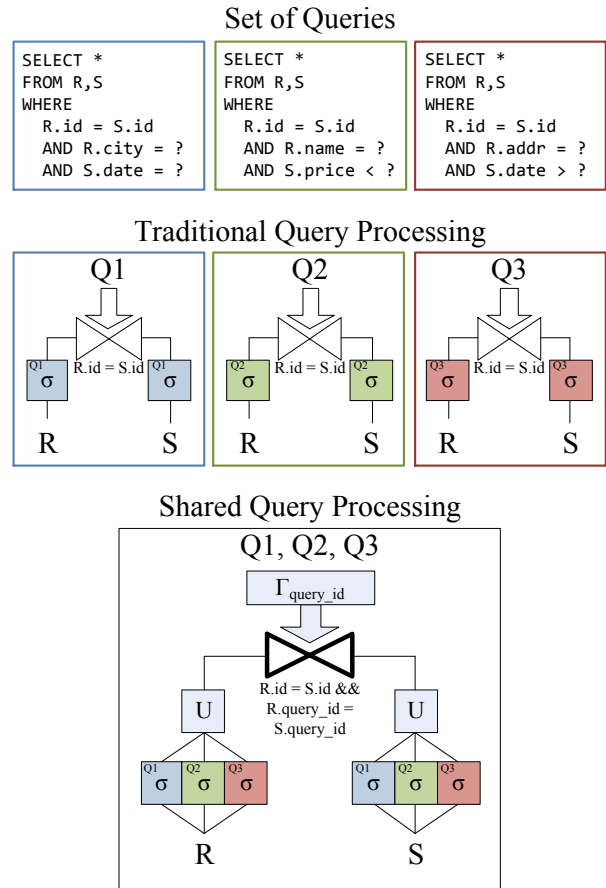 Set of Queries
SELECT *
FROM R,S
WHERE
R.id = S.id
AND R.city = ?
AND S.date = ?
SELECT *
FROM R,S
WHERE
R.id = S.id
AND R.name = ?
AND S.price < ?
SELECT *
FROM R,S
WHERE
R.id = S.id
AND R.addr = ?
AND S.date > ?
Traditional Query Processing
Q1
R.id = S.id
Q1
σ
Q1
σ
R
S
Q2
R.id = S.id
Q2
σ
Q2
σ
R
S
Q3
R.id = S.id
Q3
σ
Q3
σ
R
S
Shared Query Processing
Q1, Q2, Q3
Γquery_id
R.id = S.id &&
R.query_id =
S.query_id
U
U
Q1 Q2 Q3
σ σ σ
Q1 Q2 Q3
σ σ σ
R
S